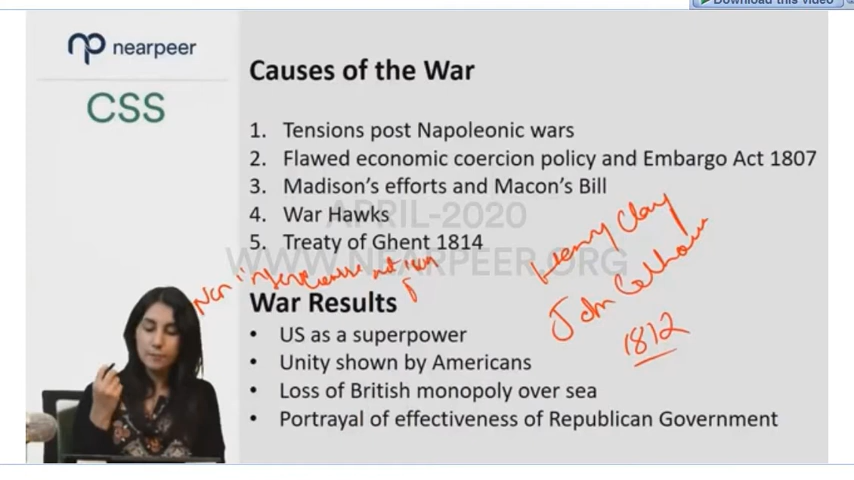 Download this video
nearpeer
CSS
Causes of the War
1. Tensions post Napoleonic wars
2. Flawed economic coercion policy and Embargo Act 1807
3. Madison's efforts and Macon's Bill
4. War Hawks
5. Treaty of Ghent 1814
APRIL-2020
WWW.NEARPEER.ORG
Henry Clay
John Calhoun
1812
Non
War Results
• US as a superpower
• Unity shown by Americans
• Loss of British monopoly over sea
• Portrayal of effectiveness of Republican Government